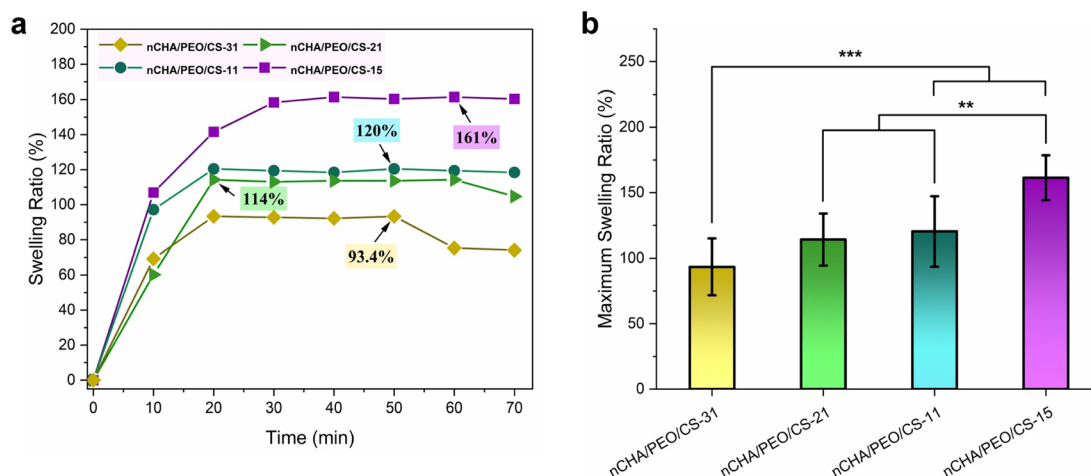 a
200
180
160
140
120
100
80
60
40
20
0
Swelling Ratio (%)
nCHA/PEO/CS-31
nCHA/PEO/CS-21
nCHA/PEO/CS-11
nCHA/PEO/CS-15
120%
161%
114%
93.4%
0 10 20 30 40 50 60 70
Time (min)
b
250
200
150
100
50
0
Maximum Swelling Ratio (%)
***
**
nCHA/PEO/CS-31
nCHA/PEO/CS-21
nCHA/PEO/CS-11
nCHA/PEO/CS-15